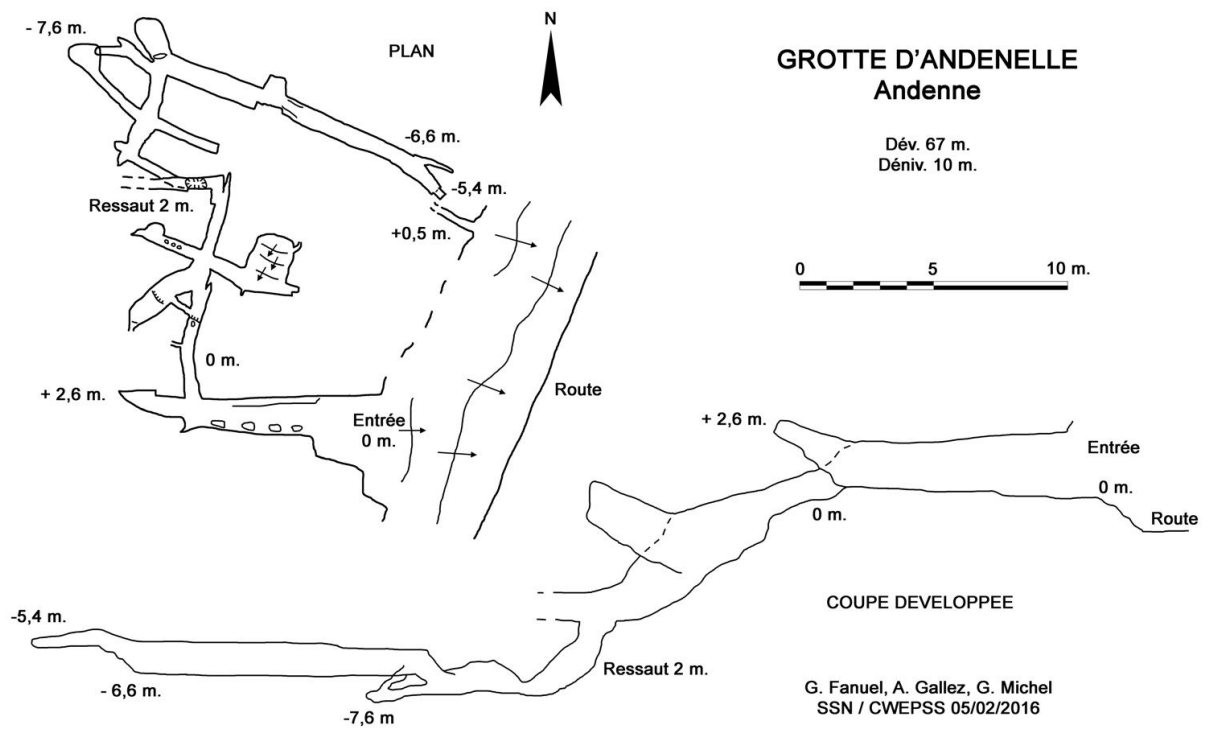 - 7,6 m.
PLAN
N
GROTTE D'ANDENELLE
Andenne
Dév. 67 m.
Déniv. 10 m.
-6,6 m.
-5,4 m.
Ressaut 2 m.
+0,5 m.
0 5 10 m.
0 m.
Route
+ 2,6 m.
Entrée
0 m.
+ 2,6 m.
Entrée
0 m.
0 m.
Route
COUPE DEVELOPPEE
-5,4 m.
Ressaut 2 m.
- 6,6 m.
-7,6 m
G. Fanuel, A. Gallez, G. Michel
SSN / CWEPSS 05/02/2016